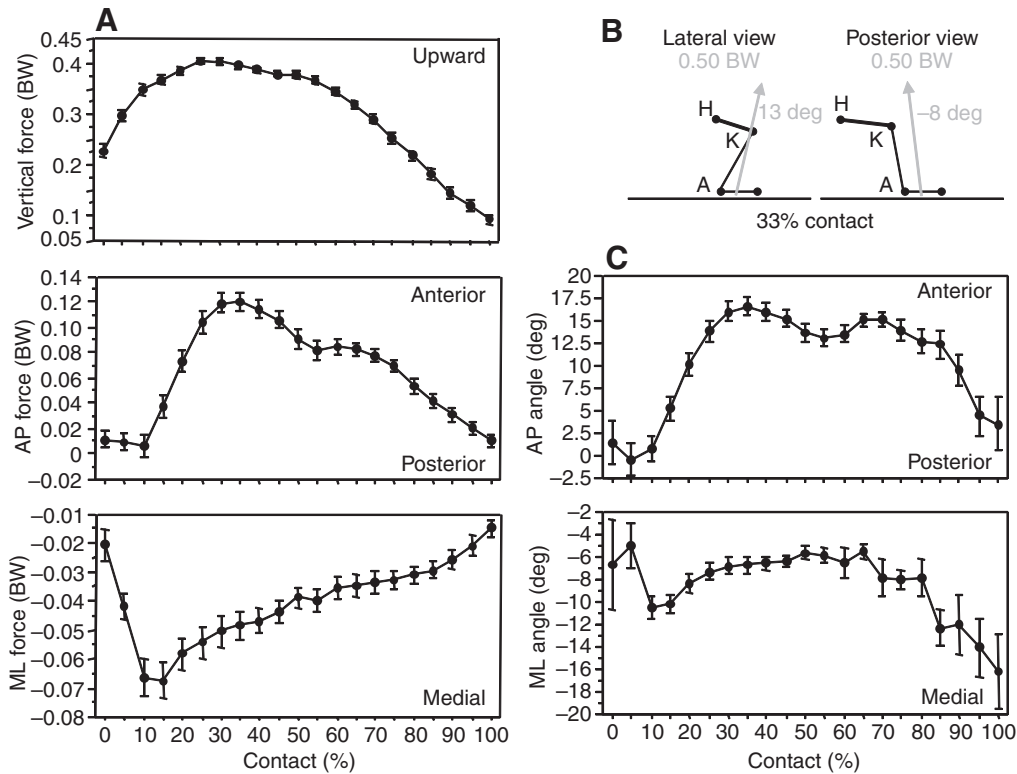 A
0.45
0.4
0.3
0.2
0.1
0.05
Vertical force (BW)
Upward
0.14
0.12
0.10
0.08
0.06
0.04
0.02
0
–0.02
AP force (BW)
Anterior
Posterior
–0.01
–0.02
–0.03
–0.04
–0.05
–0.06
–0.07
–0.08
ML force (BW)
Medial
0 10 20 30 40 50 60 70 80 90 100
Contact (%)
B
Lateral view
0.50 BW
13 deg
H
K
A
Posterior view
0.50 BW
–8 deg
H
K
A
33% contact
C
20
17.5
15
12.5
10
7.5
5
2.5
0
–2.5
AP angle (deg)
Anterior
Posterior
–2
–4
–6
–8
–10
–12
–14
–16
–18
–20
ML angle (deg)
Medial
0 10 20 30 40 50 60 70 80 90 100
Contact (%)